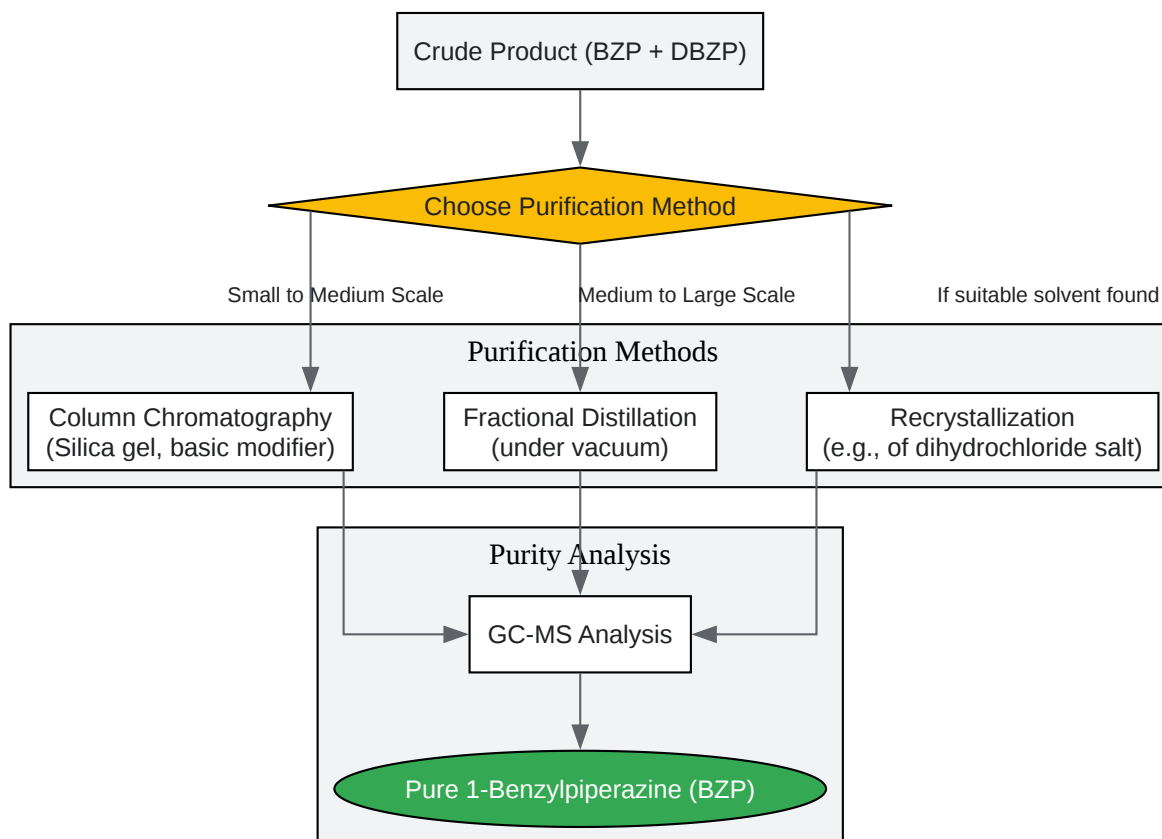 Crude Product (BZP + DBZP)
Choose Purification Method
Small to Medium Scale
Medium to Large Scale
If suitable solvent found
Purification Methods
Column Chromatography
(Silica gel, basic modifier)
Fractional Distillation
(under vacuum)
Recrystallization
(e.g., of dihydrochloride salt)
Purity Analysis
GC-MS Analysis
Pure 1-Benzylpiperazine (BZP)